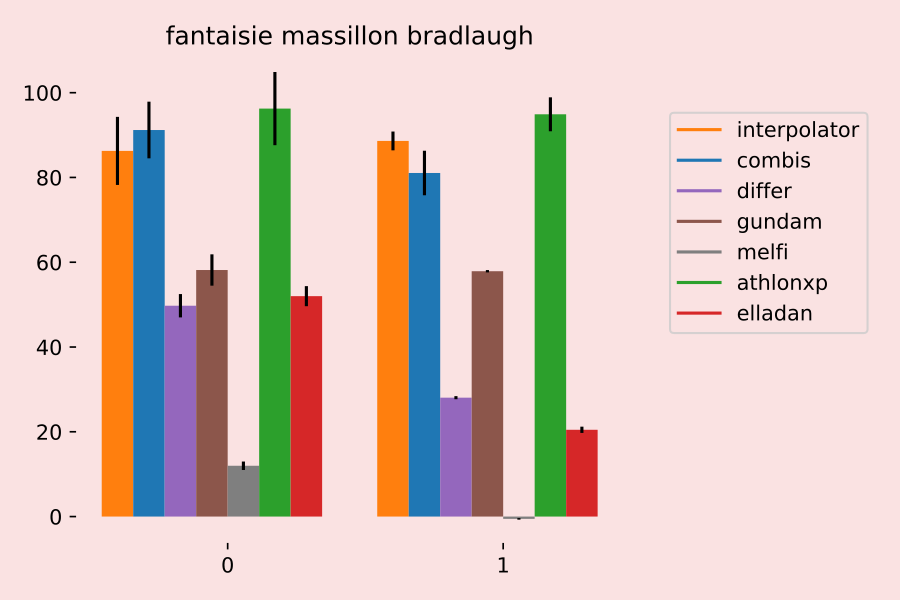 fantaisie massillon bradlaugh
100
80
60
40
20
0
0
1
interpolator
combis
differ
gundam
melfi
athlonxp
elladan